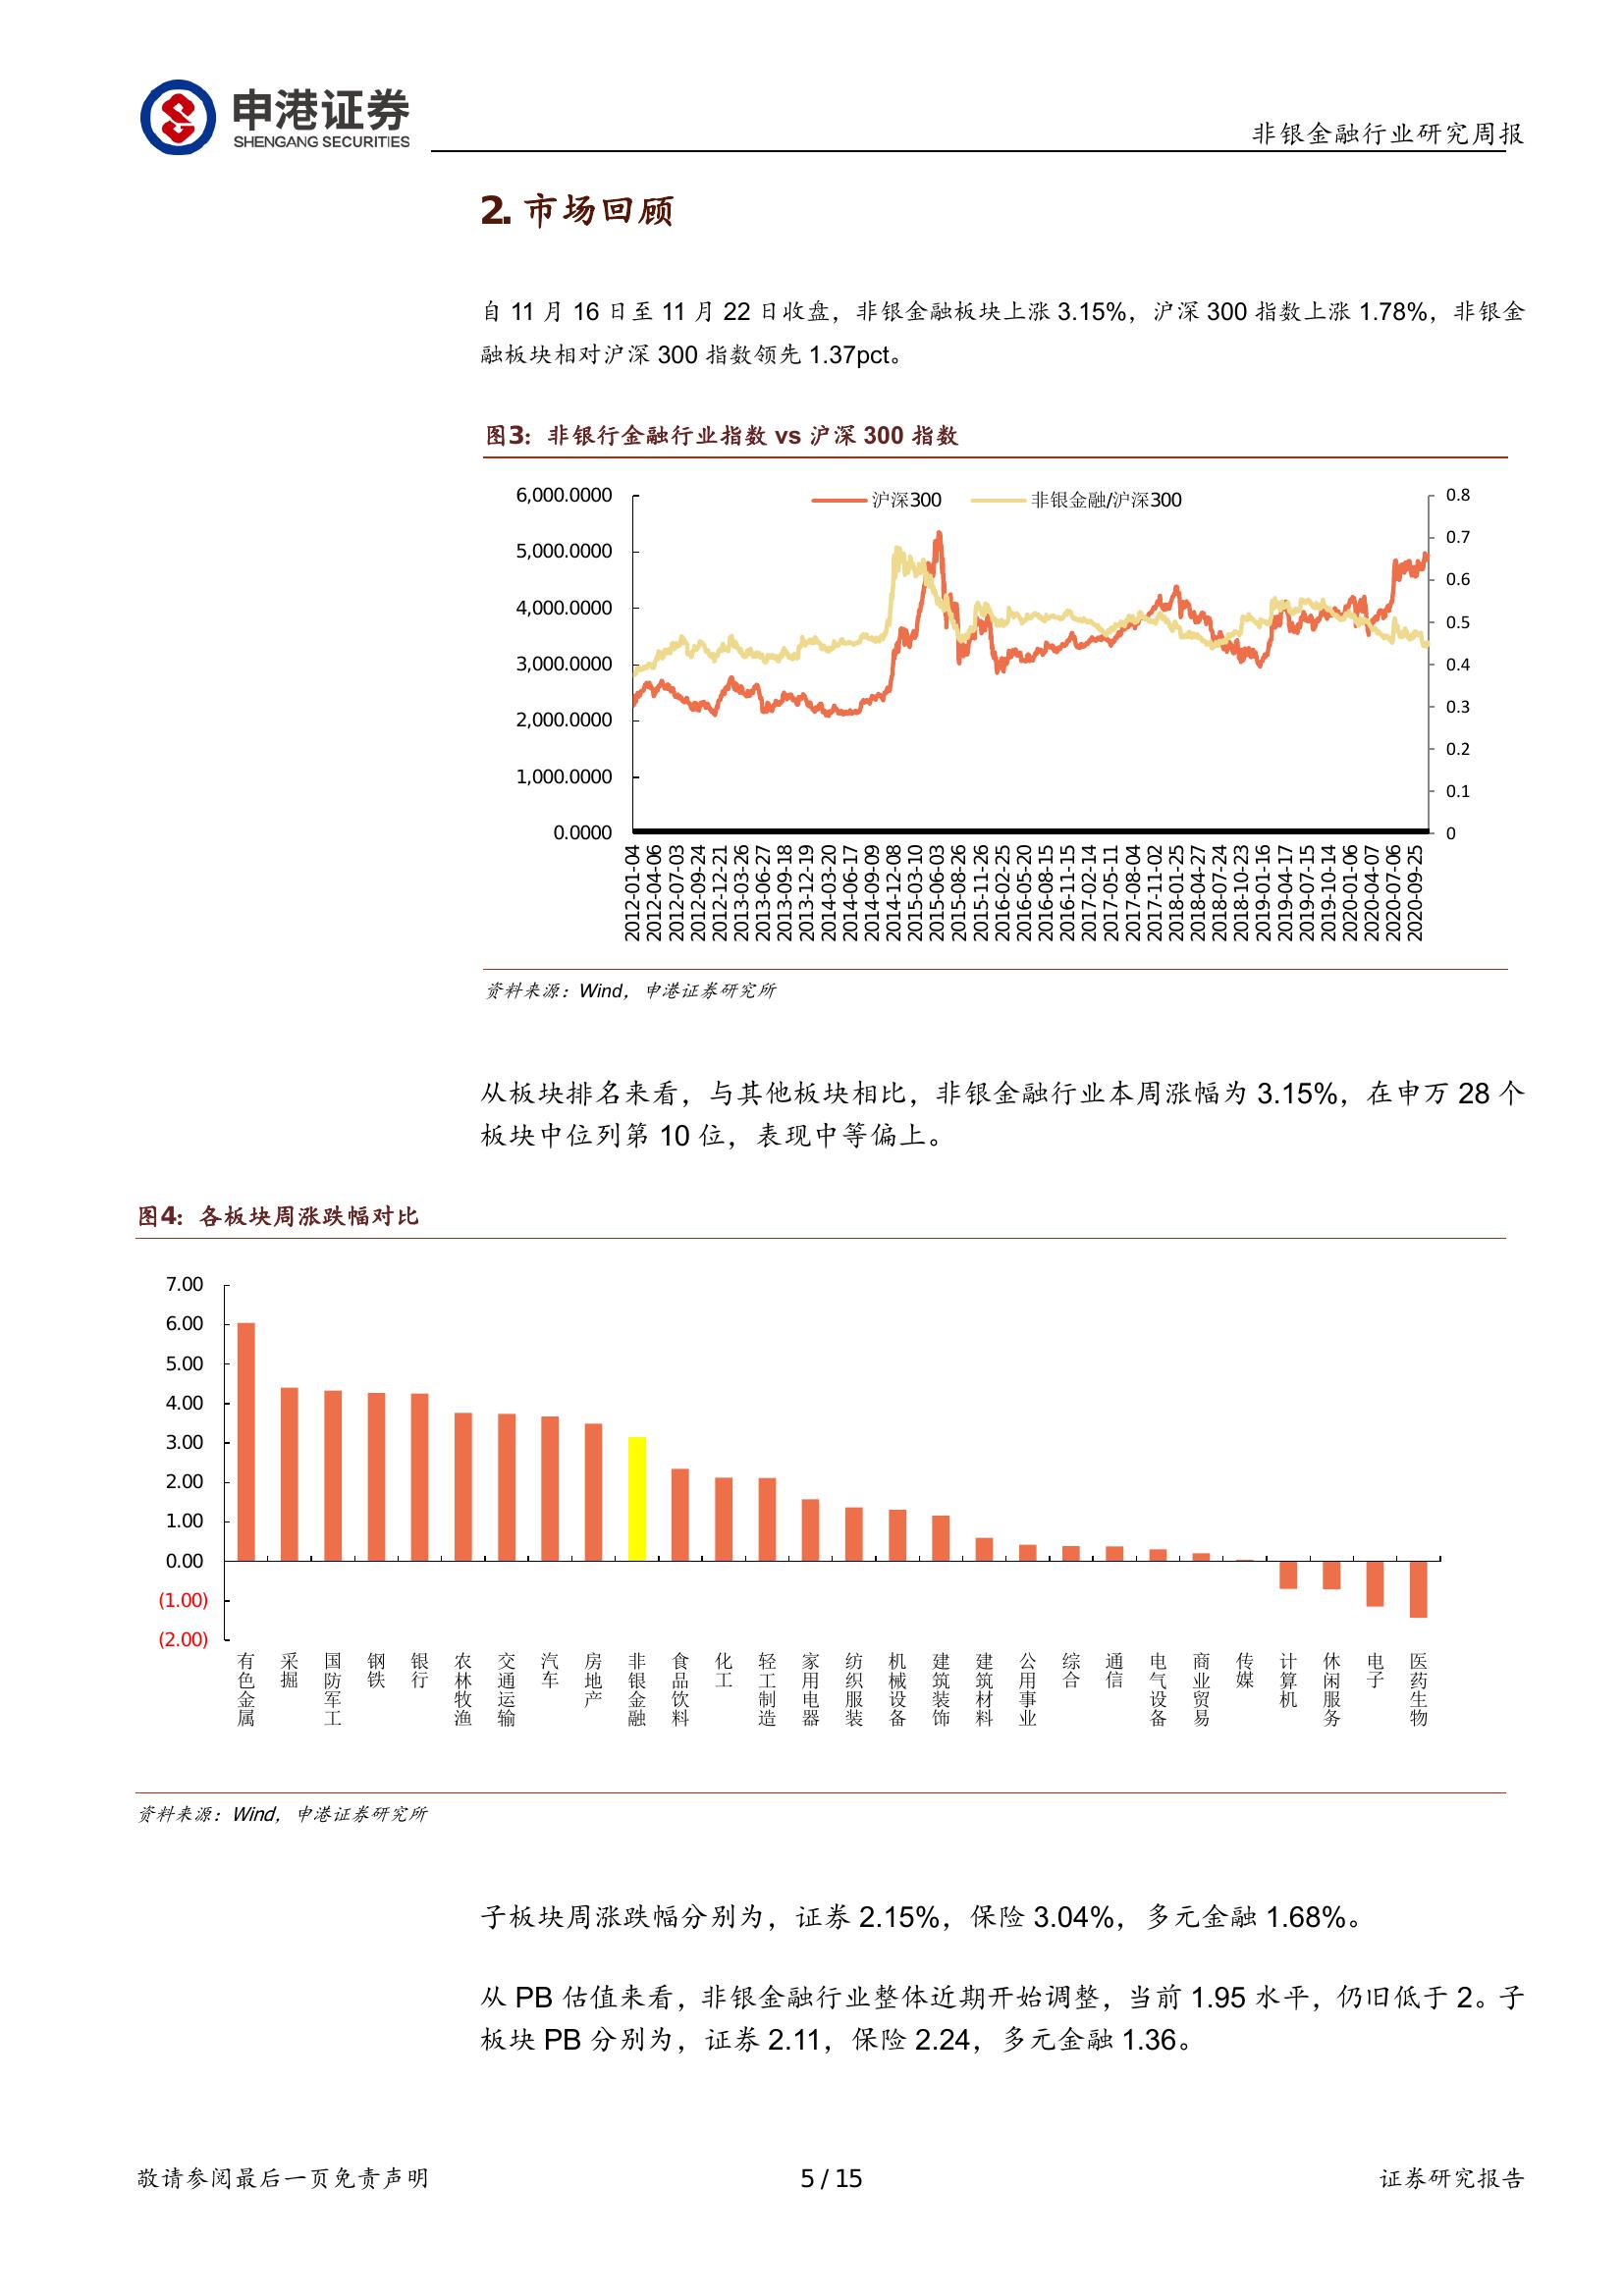 申港证券
SHENGANG SECURITIES
非银金融行业研究周报
2. 市场回顾
自 11 月 16 日至 11 月 22 日收盘，非银金融板块上涨 3.15%，沪深 300 指数上涨 1.78%，非银金
融板块相对沪深 300 指数领先 1.37pct。
图3：非银行金融行业指数 vs 沪深 300 指数
沪深300 非银金融/沪深300
6,000.0000
5,000.0000
4,000.0000
3,000.0000
2,000.0000
1,000.0000
0.0000
0.8
0.7
0.6
0.5
0.4
0.3
0.2
0.1
0
2012-01-04
2012-04-06
2012-07-03
2012-09-24
2012-12-21
2013-03-26
2013-06-27
2013-09-18
2013-12-19
2014-03-20
2014-06-17
2014-09-09
2014-12-08
2015-03-10
2015-06-03
2015-08-26
2015-11-26
2016-02-25
2016-05-20
2016-08-15
2016-11-15
2017-02-14
2017-05-11
2017-08-04
2017-11-02
2018-01-25
2018-04-27
2018-07-24
2018-10-23
2019-01-16
2019-04-17
2019-07-15
2019-10-14
2020-01-06
2020-04-07
2020-07-06
2020-09-25
资料来源：Wind，申港证券研究所
从板块排名来看，与其他板块相比，非银金融行业本周涨幅为 3.15%，在申万 28 个
板块中位列第 10 位，表现中等偏上。
图4：各板块周涨跌幅对比
7.00
6.00
5.00
4.00
3.00
2.00
1.00
0.00
(1.00)
(2.00)
有色金属
采掘
国防军工
钢铁
银行
农林牧渔
交通运输
汽车
房地产
非银金融
食品饮料
化工
轻工制造
家用电器
纺织服装
机械设备
建筑装饰
建筑材料
公用事业
综合
通信
电气设备
商业贸易
传媒
计算机
休闲服务
电子
医药生物
资料来源：Wind，申港证券研究所
子板块周涨跌幅分别为，证券 2.15%，保险 3.04%，多元金融 1.68%。
从 PB 估值来看，非银金融行业整体近期开始调整，当前 1.95 水平，仍旧低于 2。子
板块 PB 分别为，证券 2.11，保险 2.24，多元金融 1.36。
敬请参阅最后一页免责声明
5 / 15
证券研究报告